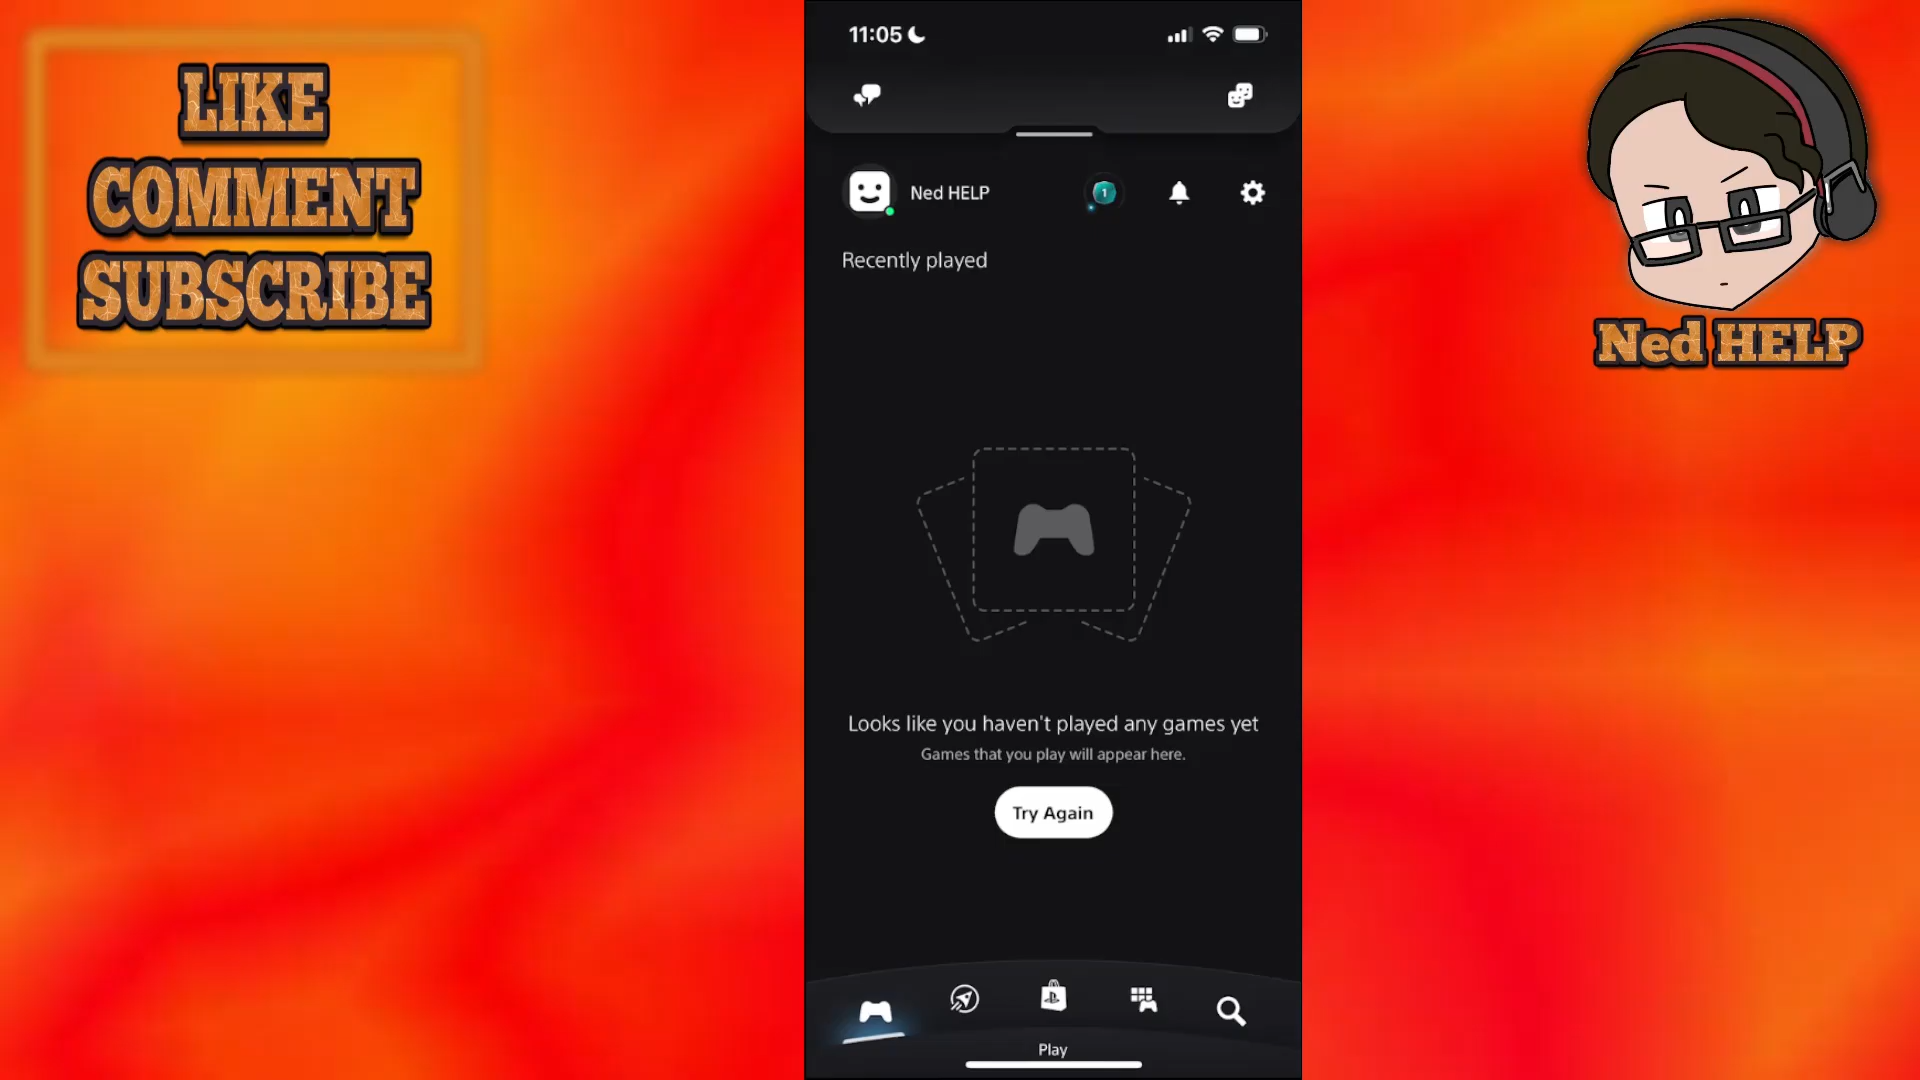 LIKE
COMMENT
SUBSCRIBE
11:05
Ned HELP
1
Recently played
Looks like you haven't played any games yet
Games that you play will appear here.
Try Again
Play
Ned HELP